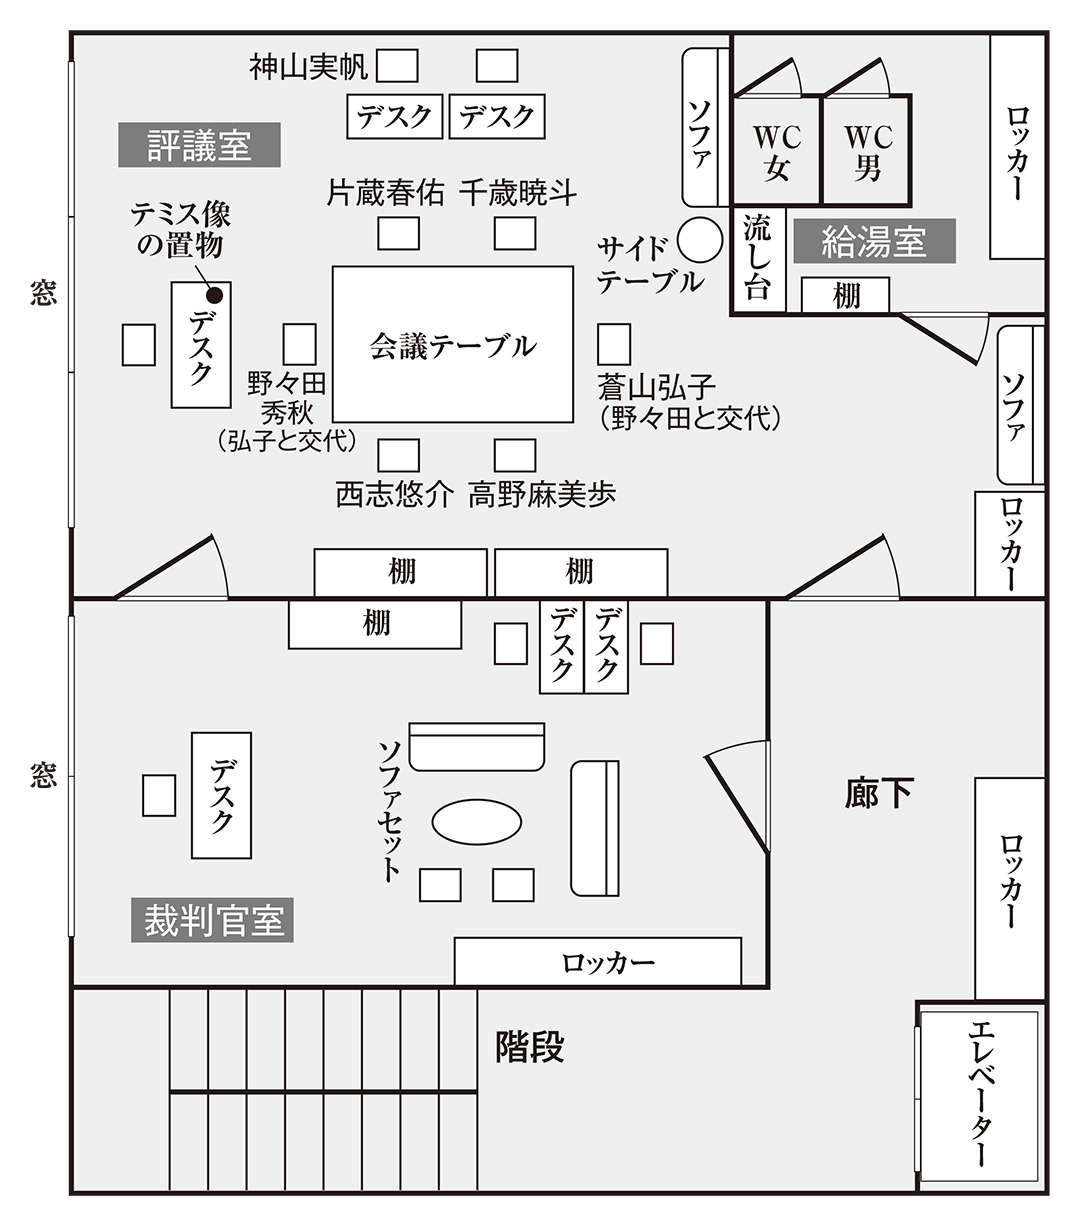 神山実帆
デスク
デスク
ソファ
WC
女
WC
男
ロッカー
評議室
片蔵春佑
千歳暁斗
テミス像
の置物
サイド
テーブル
流し台
給湯室
棚
窓
デスク
会議テーブル
野々田
秀秋
（弘子と交代）
蒼山弘子
（野々田と交代）
ソファ
西志悠介
高野麻美歩
ロッカー
棚
棚
棚
デスク
デスク
窓
デスク
ソファセット
廊下
ロッカー
裁判官室
ロッカー
階段
エレベーター